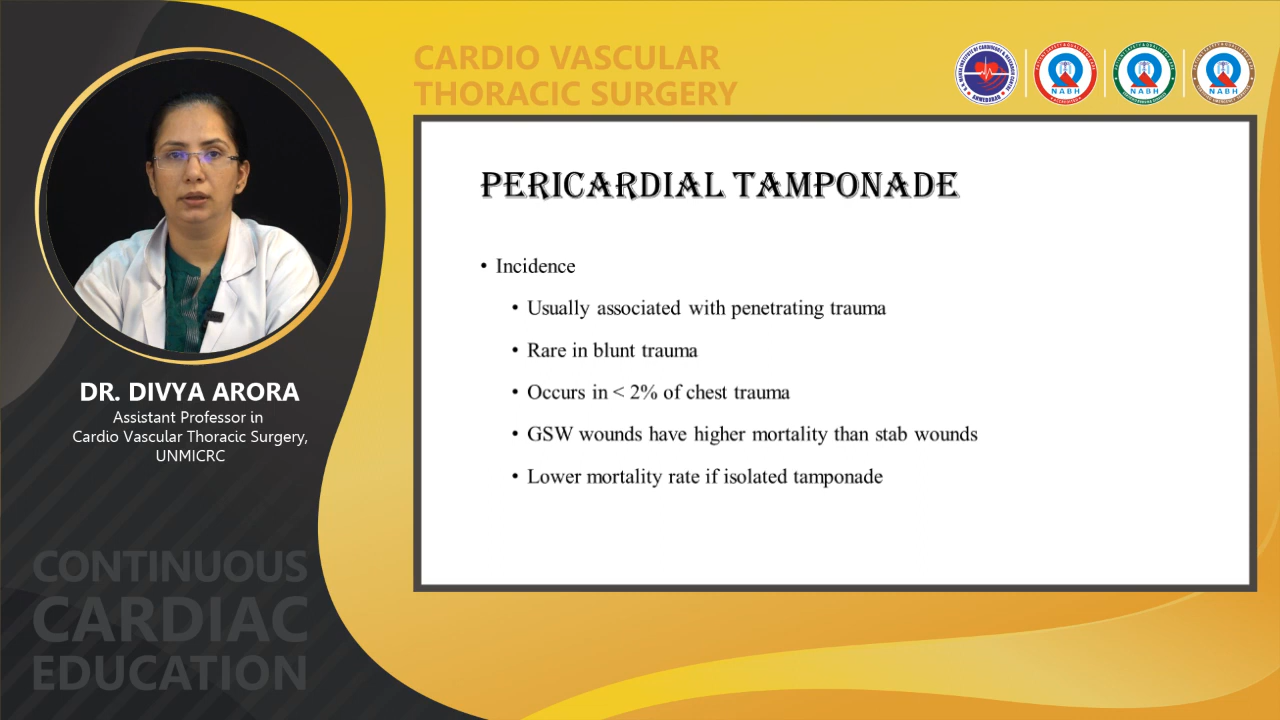 CARDIO VASCULAR
THORACIC SURGERY
NABH
NABH
NABH
PERICARDIAL TAMPONADE
• Incidence
• Usually associated with penetrating trauma
• Rare in blunt trauma
• Occurs in < 2% of chest trauma
• GSW wounds have higher mortality than stab wounds
• Lower mortality rate if isolated tamponade
DR. DIVYA ARORA
Assistant Professor in
Cardio Vascular Thoracic Surgery,
UNMICRC
CONTINUOUS
CARDIAC
EDUCATION